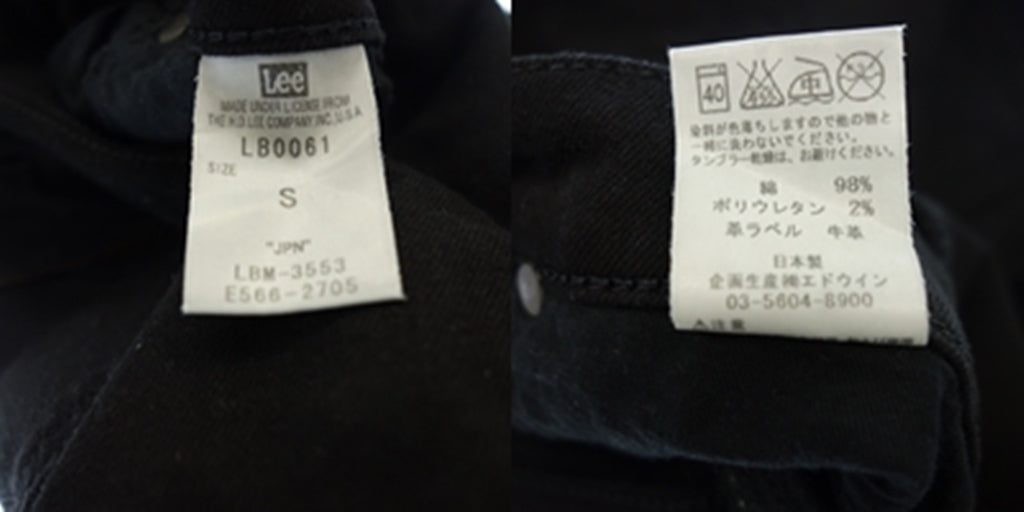 Lee
MADE UNDER LICENSE FROM
THE H.D. LEE COMPANY, INC. U.S.A
LB0061
SIZE
S
"JPN"
LBM-3553
E566-2705
40
中
染料が色落ちしますので他の物と
一緒に洗わないでください。
タンブラー乾燥は、お避けください。
綿 98%
ポリウレタン 2%
革ラベル 牛革
日本製
企画生産㈱エドウイン
03-5604-8900
注意